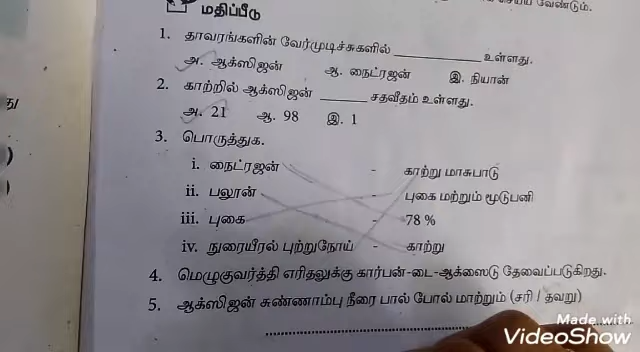 செய்ய வேண்டும்.
மதிப்பீடு
1. தாவரங்களின் வேர்முடிச்சுகளில் ____________ உள்ளது.
அ. ஆக்ஸிஜன் ஆ. நைட்ரஜன் இ. நியான்
2. காற்றில் ஆக்ஸிஜன் ______ சதவீதம் உள்ளது.
அ. 21 ஆ. 98 இ. 1
3. பொருத்துக.
i. நைட்ரஜன் - காற்று மாசுபாடு
ii. பலூன் - புகை மற்றும் மூடுபனி
iii. புகை - 78 %
iv. நுரையீரல் புற்றுநோய் - காற்று
4. மெழுகுவர்த்தி எரிதலுக்கு கார்பன்-டை-ஆக்ஸைடு தேவைப்படுகிறது.
5. ஆக்ஸிஜன் சுண்ணாம்பு நீரை பால் போல் மாற்றும் (சரி / தவறு)
Made with
VideoShow